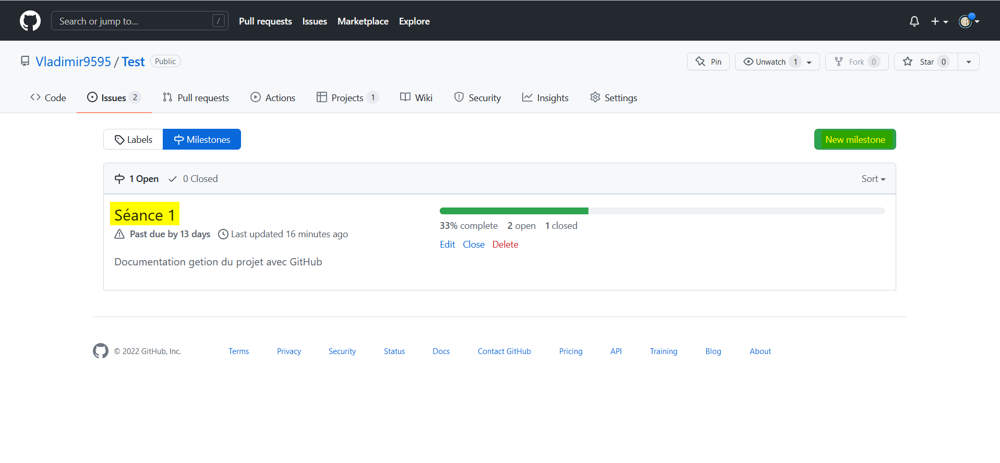 Search or jump to... / Pull requests Issues Marketplace Explore
Vladimir9595 / Test Public Pin Unwatch 1 Fork 0 Star 0
Code Issues 2 Pull requests Actions Projects 1 Wiki Security Insights Settings
Labels Milestones New milestone
1 Open 0 Closed Sort
Séance 1
Past due by 13 days Last updated 16 minutes ago
Documentation getion du projet avec GitHub
33% complete 2 open 1 closed
Edit Close Delete
© 2022 GitHub, Inc. Terms Privacy Security Status Docs Contact GitHub Pricing API Training Blog About